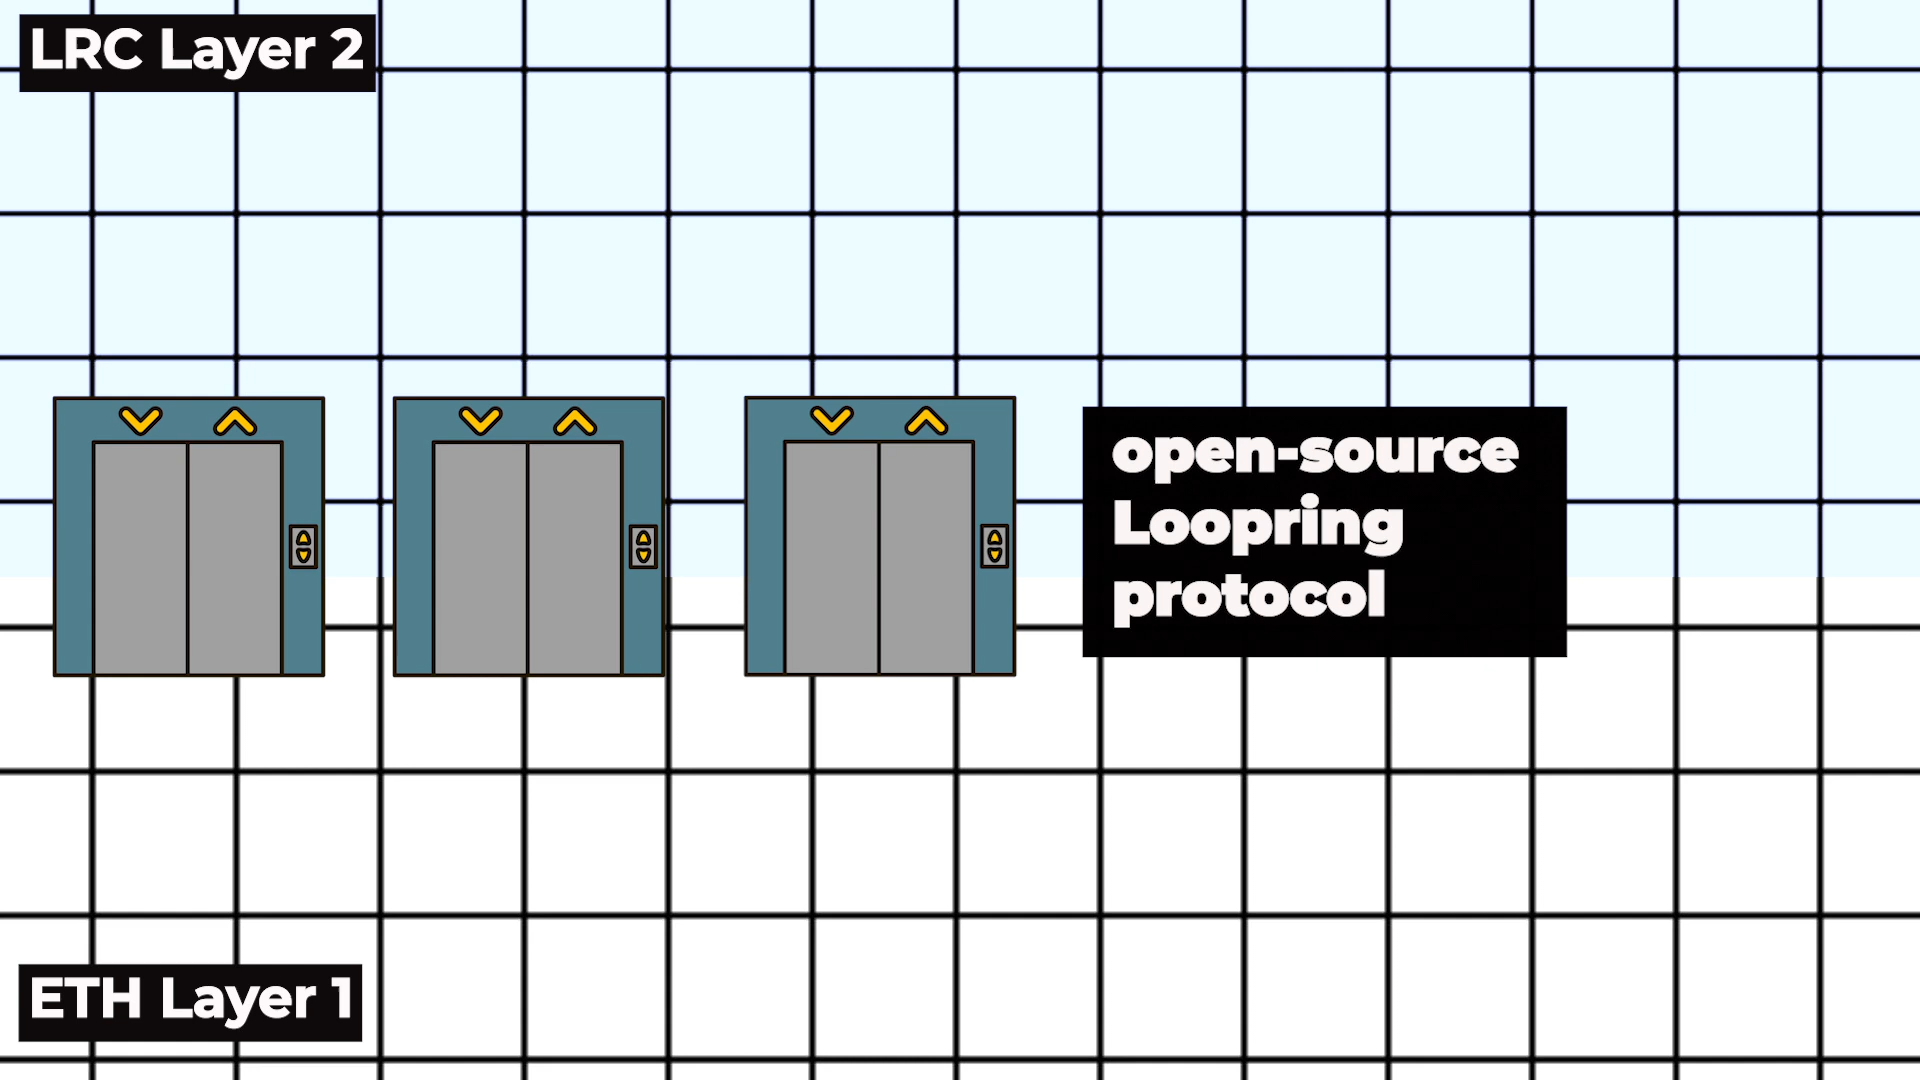 LRC Layer 2
open-source
Loopring
protocol
ETH Layer 1